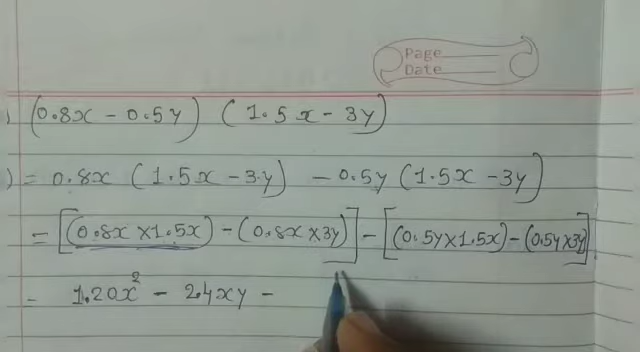 Page
Date
) (0.8x - 0.5y) (1.5x - 3y)
) = 0.8x (1.5x - 3y) - 0.5y (1.5x - 3y)
= [(0.8x × 1.5x) - (0.8x × 3y)] - [(0.5y × 1.5x) - (0.5y × 3y)]
= 1.20x² - 2.4xy -